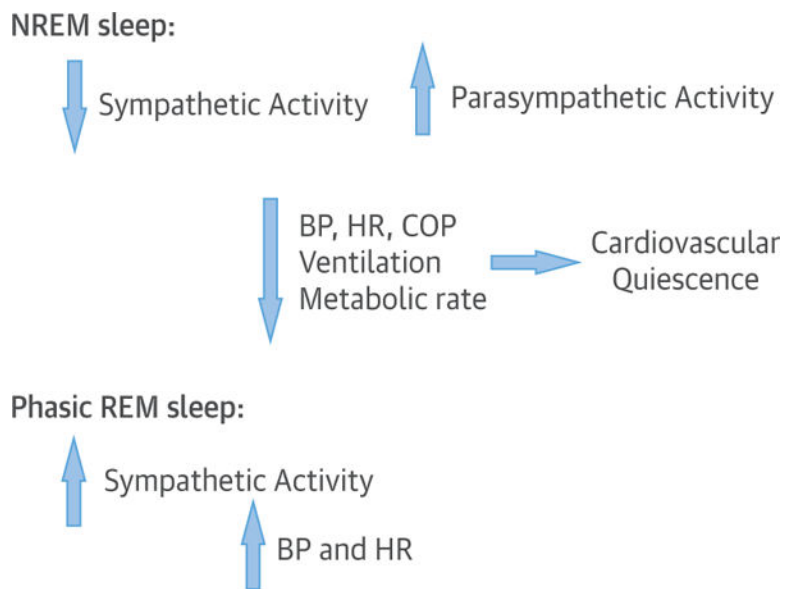 NREM sleep:
Sympathetic Activity
Parasympathetic Activity
BP, HR, COP
Ventilation
Metabolic rate
Cardiovascular
Quiescence
Phasic REM sleep:
Sympathetic Activity
BP and HR